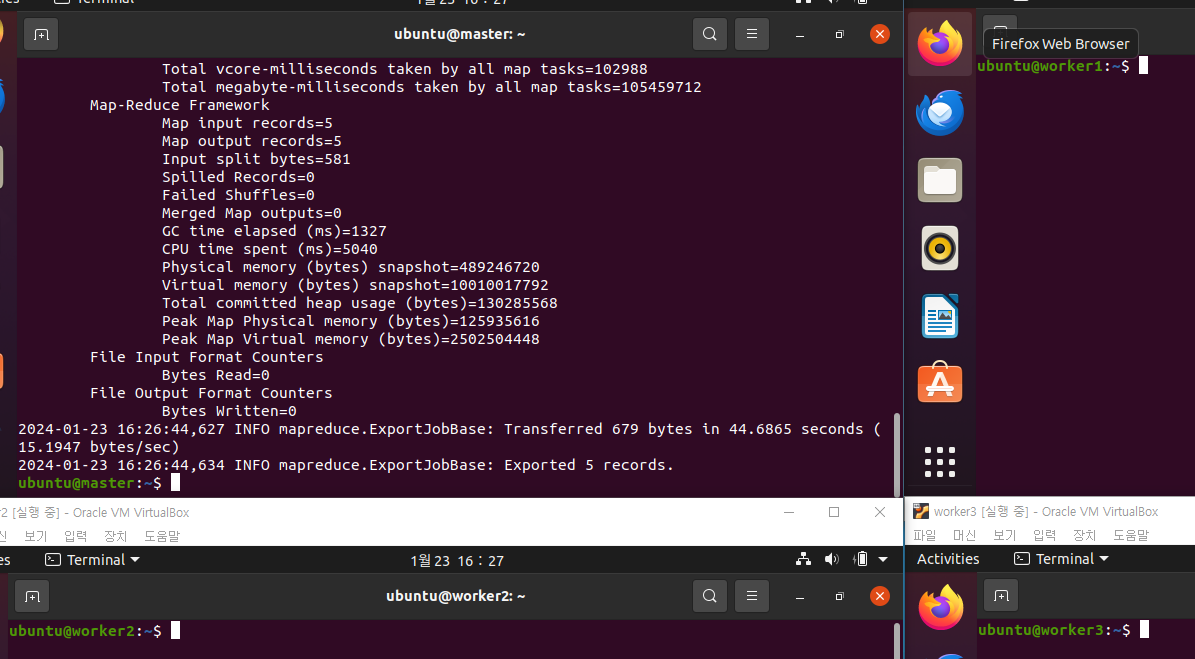 Terminal
1월 23 16 : 27
ubuntu@master: ~
Total vcore-milliseconds taken by all map tasks=102988
Total megabyte-milliseconds taken by all map tasks=105459712
Map-Reduce Framework
Map input records=5
Map output records=5
Input split bytes=581
Spilled Records=0
Failed Shuffles=0
Merged Map outputs=0
GC time elapsed (ms)=1327
CPU time spent (ms)=5040
Physical memory (bytes) snapshot=489246720
Virtual memory (bytes) snapshot=10010017792
Total committed heap usage (bytes)=130285568
Peak Map Physical memory (bytes)=125935616
Peak Map Virtual memory (bytes)=2502504448
File Input Format Counters
Bytes Read=0
File Output Format Counters
Bytes Written=0
2024-01-23 16:26:44,627 INFO mapreduce.ExportJobBase: Transferred 679 bytes in 44.6865 seconds (
15.1947 bytes/sec)
2024-01-23 16:26:44,634 INFO mapreduce.ExportJobBase: Exported 5 records.
ubuntu@master:~$
Firefox Web Browser
ubuntu@worker1:~$
2 [실행 중] - Oracle VM VirtualBox
보기 입력 장치 도움말
es Terminal 1월 23 16 : 27
ubuntu@worker2: ~
ubuntu@worker2:~$
worker3 [실행 중] - Oracle VM VirtualBox
파일 머신 보기 입력 장치 도움말
Activities Terminal
ubuntu@worker3:~$